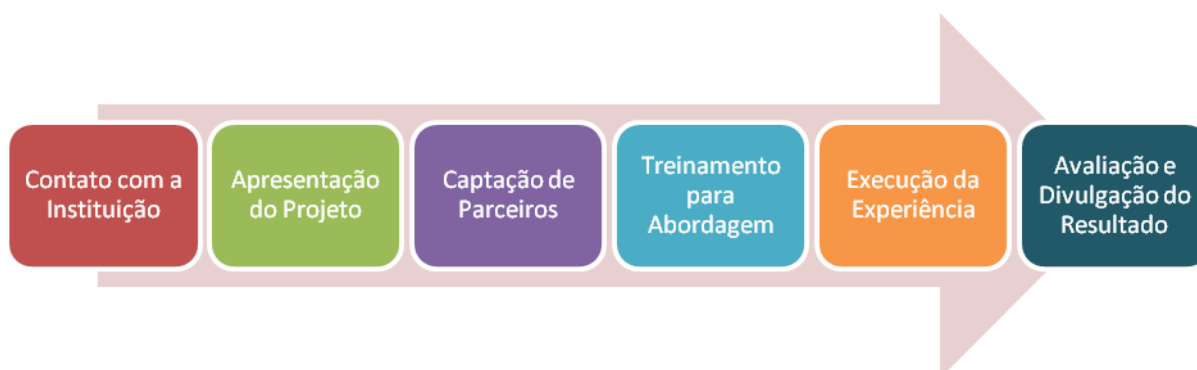 Contato com a
Instituição
Apresentação
do Projeto
Captação de
Parceiros
Treinamento
para
Abordagem
Execução da
Experiência
Avaliação e
Divulgação do
Resultado